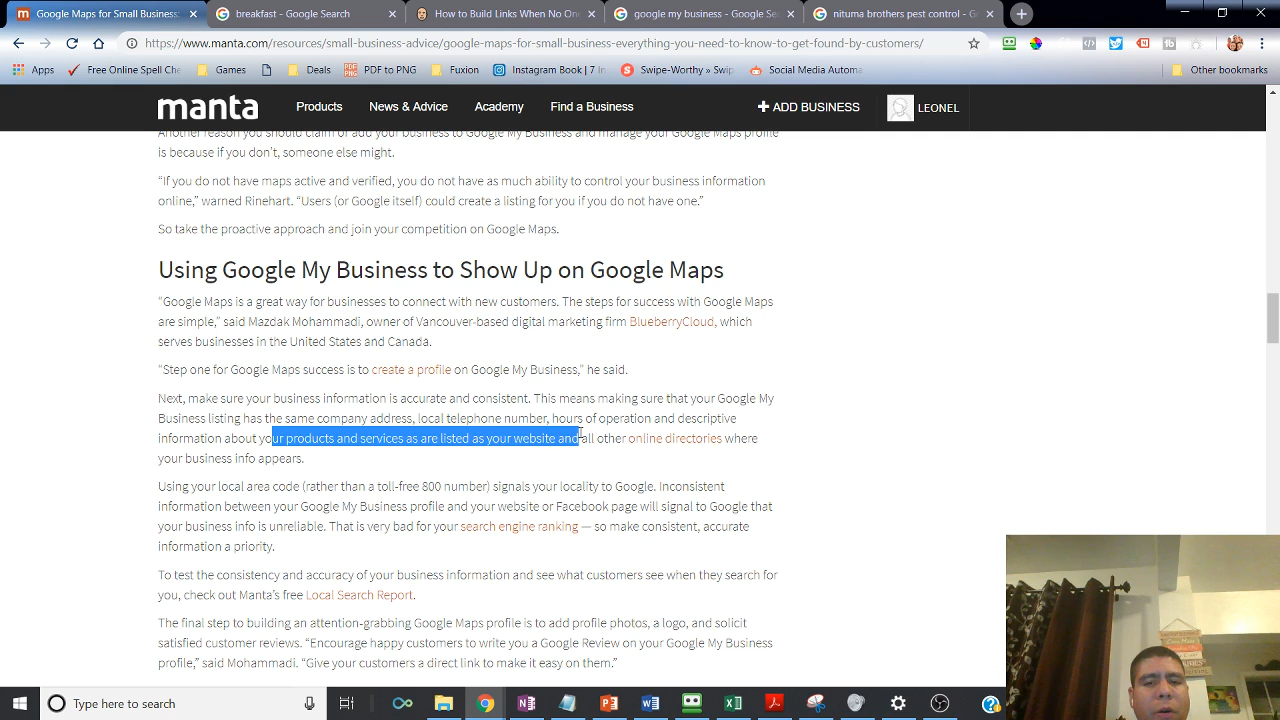 Google Maps for Small Business:
breakfast - Google Search
How to Build Links When No On
google my business - Google Se
nituma brothers pest control - G
https://www.manta.com/resources/small-business-advice/google-maps-for-small-business-everything-you-need-to-know-to-get-found-by-customers/
Apps
Free Online Spell Che
Games
Deals
PDF to PNG
Fuxion
Instagram Book | 7 In
Swipe-Worthy » Swip
Social Media Automa
Other bookmarks
manta
Products
News & Advice
Academy
Find a Business
+ ADD BUSINESS
LEONEL
Another reason you should claim or add your business to Google My Business and manage your Google Maps profile
is because if you don’t, someone else might.
“If you do not have maps active and verified, you do not have as much ability to control your business information
online,” warned Rinehart. “Users (or Google itself) could create a listing for you if you do not have one.”
So take the proactive approach and join your competition on Google Maps.
Using Google My Business to Show Up on Google Maps
“Google Maps is a great way for businesses to connect with new customers. The steps for success with Google Maps
are simple,” said Mazdak Mohammadi, owner of Vancouver-based digital marketing firm BlueberryCloud, which
serves businesses in the United States and Canada.
“Step one for Google Maps success is to create a profile on Google My Business,” he said.
Next, make sure your business information is accurate and consistent. This means making sure that your Google My
Business listing has the same company address, local telephone number, hours of operation and descriptive
information about your products and services as are listed as your website and all other online directories where
your business info appears.
Using your local area code (rather than a toll-free 800 number) signals your locality to Google. Inconsistent
information between your Google My Business profile and your website or Facebook page will signal to Google that
your business info is unreliable. That is very bad for your search engine ranking — so make consistent, accurate
information a priority.
To test the consistency and accuracy of your business information and see what customers see when they search for
you, check out Manta’s free Local Search Report.
The final step to building an attention-grabbing Google Maps profile is to add profile photos, a logo, and solicit
satisfied customer reviews. “Encourage happy customers to write you a Google Review on your Google My Business
profile,” said Mohammadi. “Give your customers a direct link to make it easy on them.”
Type here to search